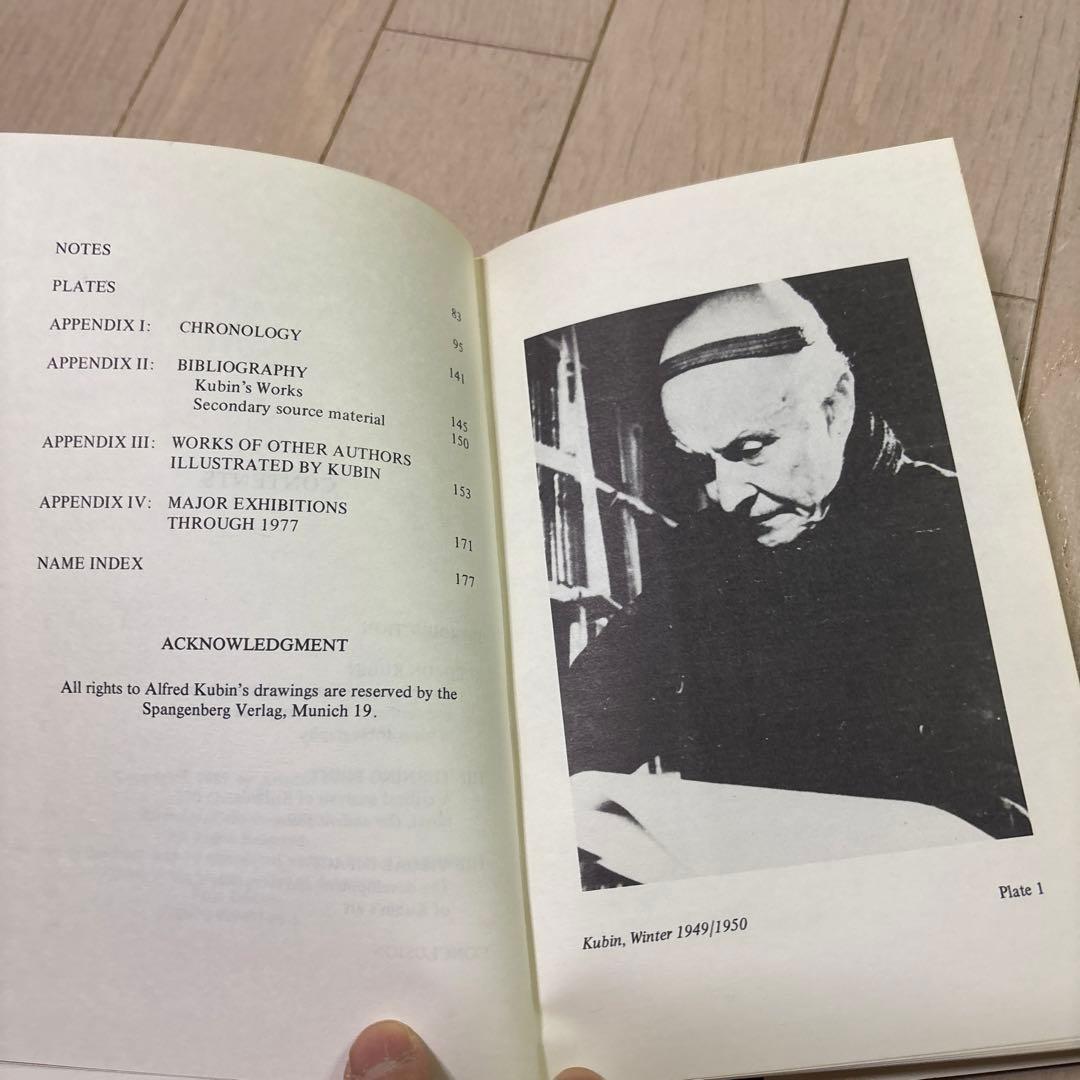 NOTES 83
PLATES 95
APPENDIX I: CHRONOLOGY 141
APPENDIX II: BIBLIOGRAPHY
Kubin's Works 145
Secondary source material 150
APPENDIX III: WORKS OF OTHER AUTHORS
ILLUSTRATED BY KUBIN 153
APPENDIX IV: MAJOR EXHIBITIONS
THROUGH 1977 171
NAME INDEX 177
ACKNOWLEDGMENT
All rights to Alfred Kubin's drawings are reserved by the
Spangenberg Verlag, Munich 19.
Plate 1
Kubin, Winter 1949/1950